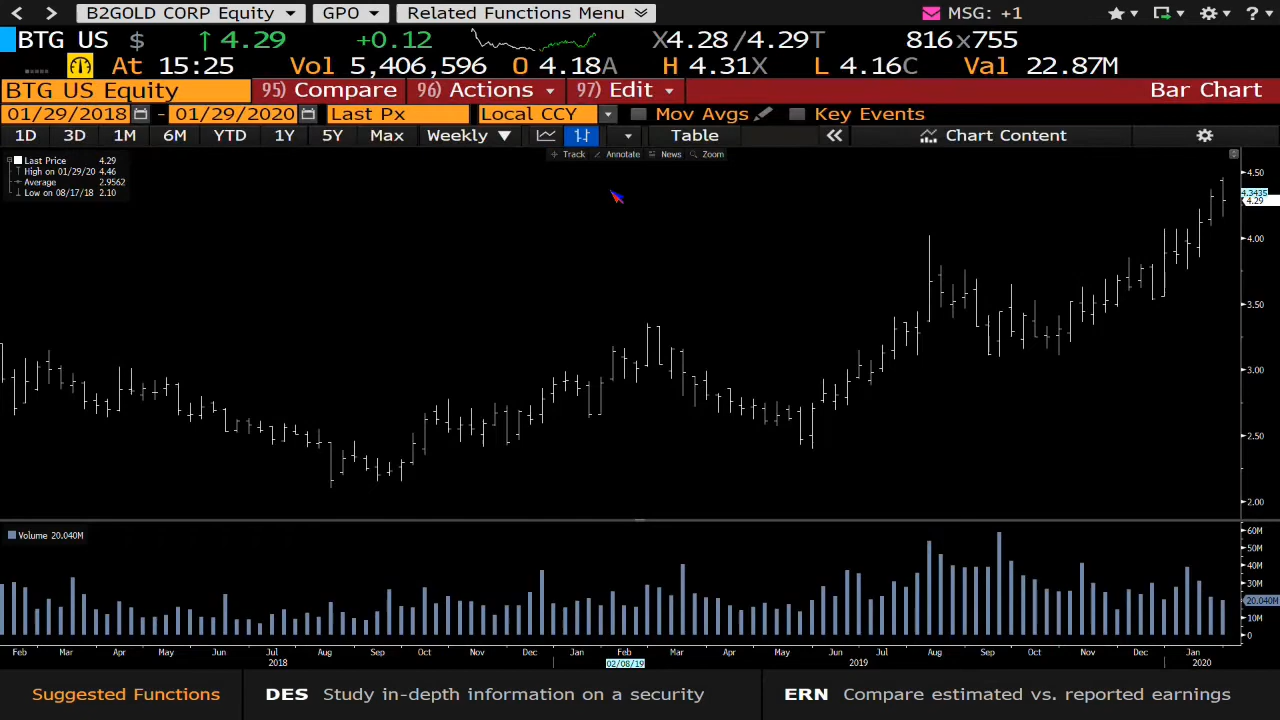 B2GOLD CORP Equity GPO Related Functions Menu MSG: +1 ?
BTG US $ ↑ 4.29 +0.12 X4.28 /4.29T 816 x 755
At 15:25 Vol 5,406,596 O 4.18A H 4.31X L 4.16C Val 22.87M
BTG US Equity 95) Compare 96) Actions 97) Edit Bar Chart
01/29/2018 - 01/29/2020 Last Px Local CCY Mov Avgs Key Events
1D 3D 1M 6M YTD 1Y 5Y Max Weekly ▼ Table « Chart Content
Track Annotate News Zoom
Last Price 4.29
High on 01/29/20 4.46
Average 2.9562
Low on 08/17/18 2.10
4.50
4.3435
4.29
4.00
3.50
3.00
2.50
2.00
Volume 20.040M
60M
50M
40M
30M
20.040M
10M
0
Feb Mar Apr May Jun Jul Aug Sep Oct Nov Dec Jan Feb Mar Apr May Jun Jul Aug Sep Oct Nov Dec Jan
2018 02/08/19 2019 2020
Suggested Functions DES Study in-depth information on a security ERN Compare estimated vs. reported earnings